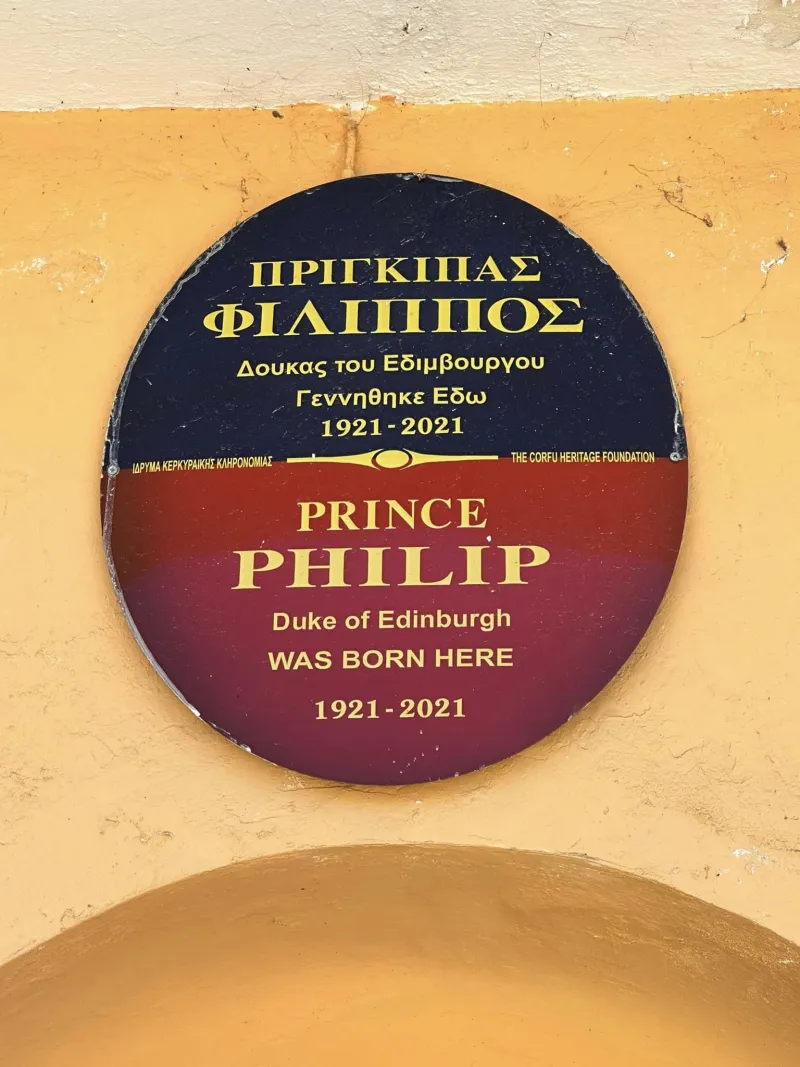 ΠΡΙΓΚΙΠΑΣ
ΦΙΛΙΠΠΟΣ
Δουκας του Εδιμβουργου
Γεννηθηκε Εδω
1921-2021
ΙΔΡΥΜΑ ΚΕΡΚΥΡΑΙΚΗΣ ΚΛΗΡΟΝΟΜΙΑΣ
THE CORFU HERITAGE FOUNDATION
PRINCE
PHILIP
Duke of Edinburgh
WAS BORN HERE
1921-2021